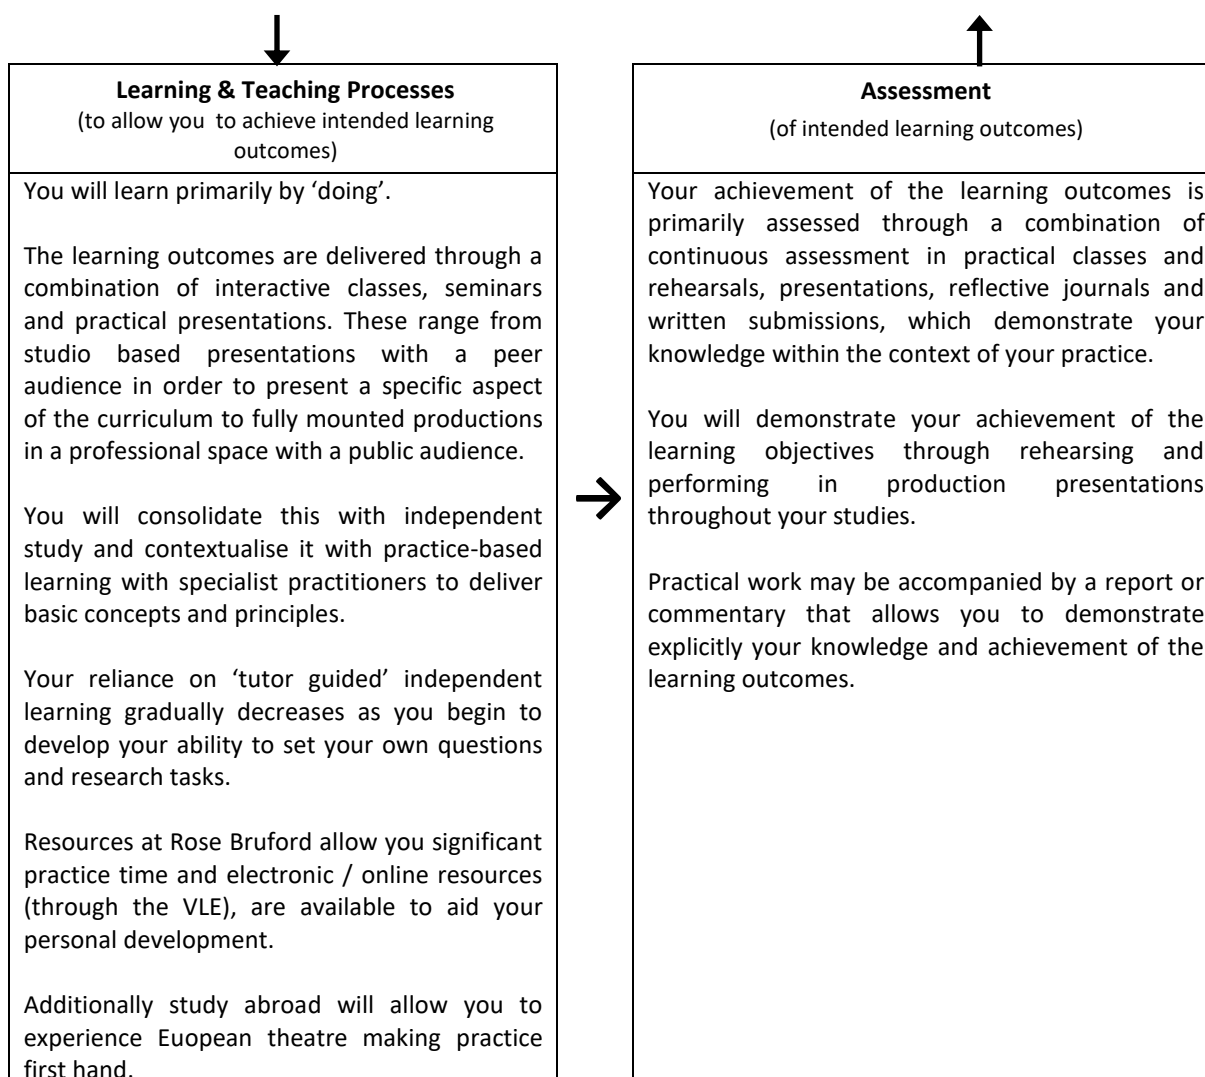 Learning & Teaching Processes
(to allow you  to achieve intended learning
outcomes)
You will learn primarily by ‘doing’.
The learning outcomes are delivered through a
combination of interactive classes, seminars
and practical presentations. These range from
studio based presentations with a peer
audience in order to present a specific aspect
of the curriculum to fully mounted productions
in a professional space with a public audience.
You will consolidate this with independent
study and contextualise it with practice-based
learning with specialist practitioners to deliver
basic concepts and principles.
Your reliance on ‘tutor guided’ independent
learning gradually decreases as you begin to
develop your ability to set your own questions
and research tasks.
Resources at Rose Bruford allow you significant
practice time and electronic / online resources
(through the VLE), are available to aid your
personal development.
Additionally study abroad will allow you to
experience Euopean theatre making practice
first hand.
Assessment
(of intended learning outcomes)
Your achievement of the learning outcomes is
primarily assessed through a combination of
continuous assessment in practical classes and
rehearsals, presentations, reflective journals and
written submissions, which demonstrate your
knowledge within the context of your practice.
You will demonstrate your achievement of the
learning objectives through rehearsing and
performing in production presentations
throughout your studies.
Practical work may be accompanied by a report or
commentary that allows you to demonstrate
explicitly your knowledge and achievement of the
learning outcomes.